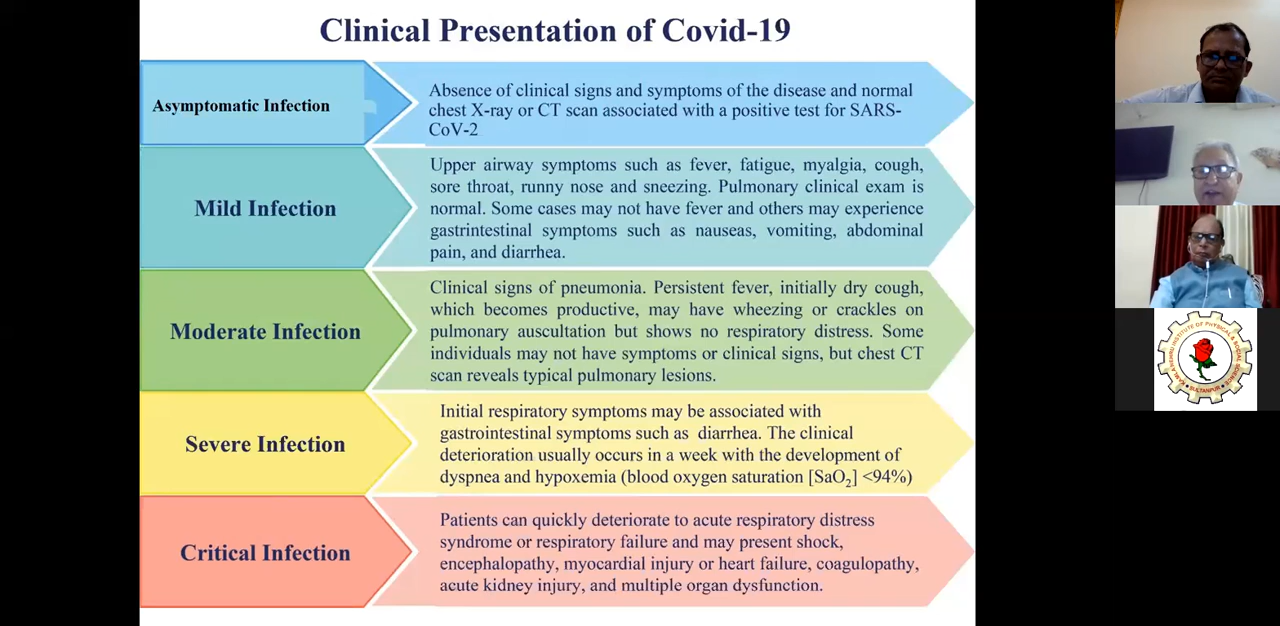 Clinical Presentation of Covid-19
Asymptomatic Infection
Absence of clinical signs and symptoms of the disease and normal
chest X-ray or CT scan associated with a positive test for SARS-
CoV-2
Mild Infection
Upper airway symptoms such as fever, fatigue, myalgia, cough,
sore throat, runny nose and sneezing. Pulmonary clinical exam is
normal. Some cases may not have fever and others may experience
gastrintestinal symptoms such as nauseas, vomiting, abdominal
pain, and diarrhea.
Moderate Infection
Clinical signs of pneumonia. Persistent fever, initially dry cough,
which becomes productive, may have wheezing or crackles on
pulmonary auscultation but shows no respiratory distress. Some
individuals may not have symptoms or clinical signs, but chest CT
scan reveals typical pulmonary lesions.
Severe Infection
Initial respiratory symptoms may be associated with
gastrointestinal symptoms such as diarrhea. The clinical
deterioration usually occurs in a week with the development of
dyspnea and hypoxemia (blood oxygen saturation [SaO₂] <94%)
Critical Infection
Patients can quickly deteriorate to acute respiratory distress
syndrome or respiratory failure and may present shock,
encephalopathy, myocardial injury or heart failure, coagulopathy,
acute kidney injury, and multiple organ dysfunction.
KAMLA NEHRU INSTITUTE OF PHYSICAL & SOCIAL SCIENCE
SULTANPUR